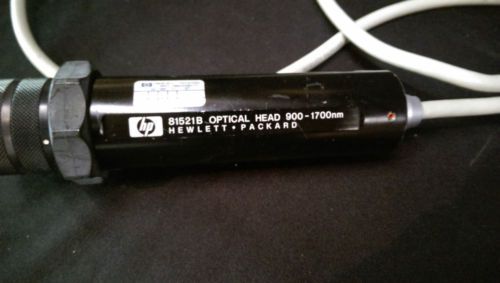 hp
81521B OPTICAL HEAD 900-1700nm
HEWLETT • PACKARD